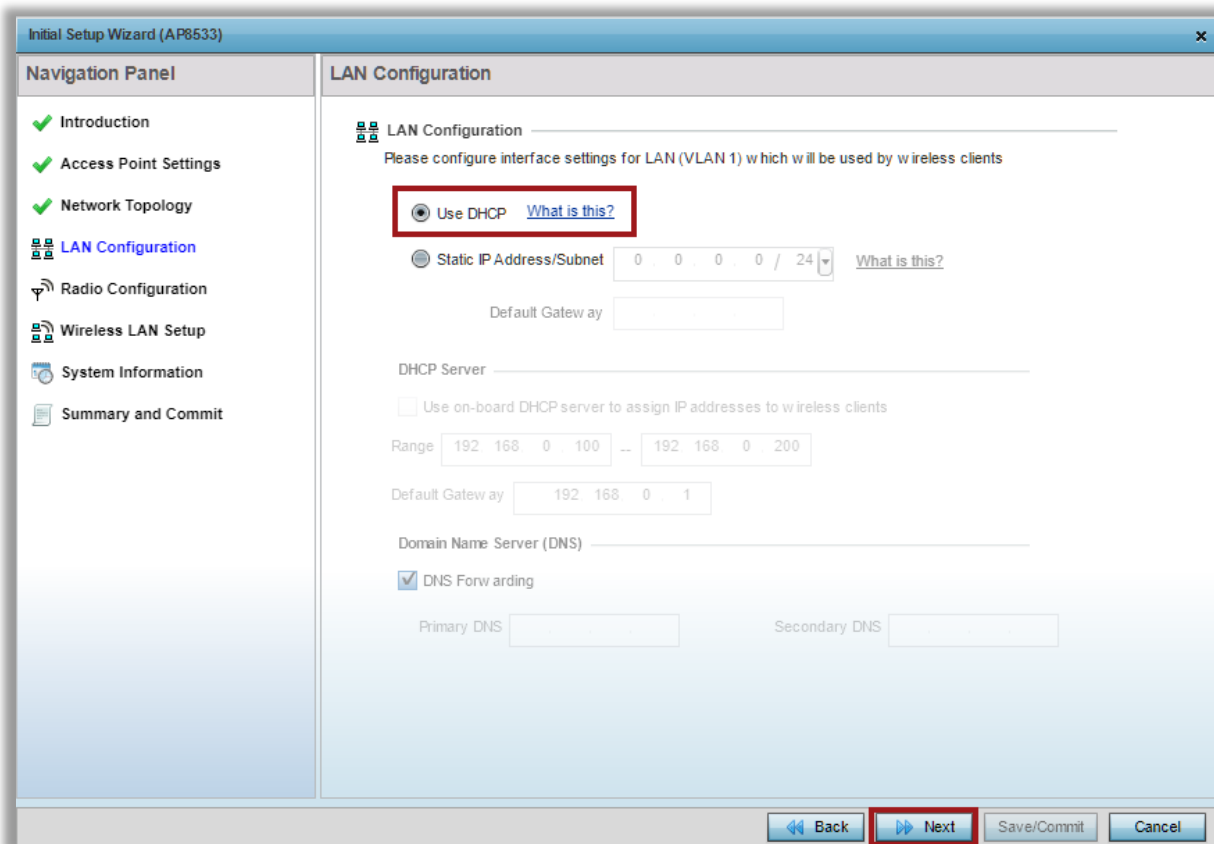 Initial Setup Wizard (AP8533)
Navigation Panel
Introduction
Access Point Settings
Network Topology
LAN Configuration
Radio Configuration
Wireless LAN Setup
System Information
Summary and Commit
LAN Configuration
LAN Configuration
Please configure interface settings for LAN (VLAN 1) which will be used by wireless clients
Use DHCP What is this?
Static IP Address/Subnet 0 . 0 . 0 . 0 / 24 What is this?
Default Gateway
DHCP Server
Use on-board DHCP server to assign IP addresses to wireless clients
Range 192. 168. 0 . 100 -- 192. 168. 0 . 200
Default Gateway 192. 168. 0 . 1
Domain Name Server (DNS)
DNS Forwarding
Primary DNS Secondary DNS
Back Next Save/Commit Cancel